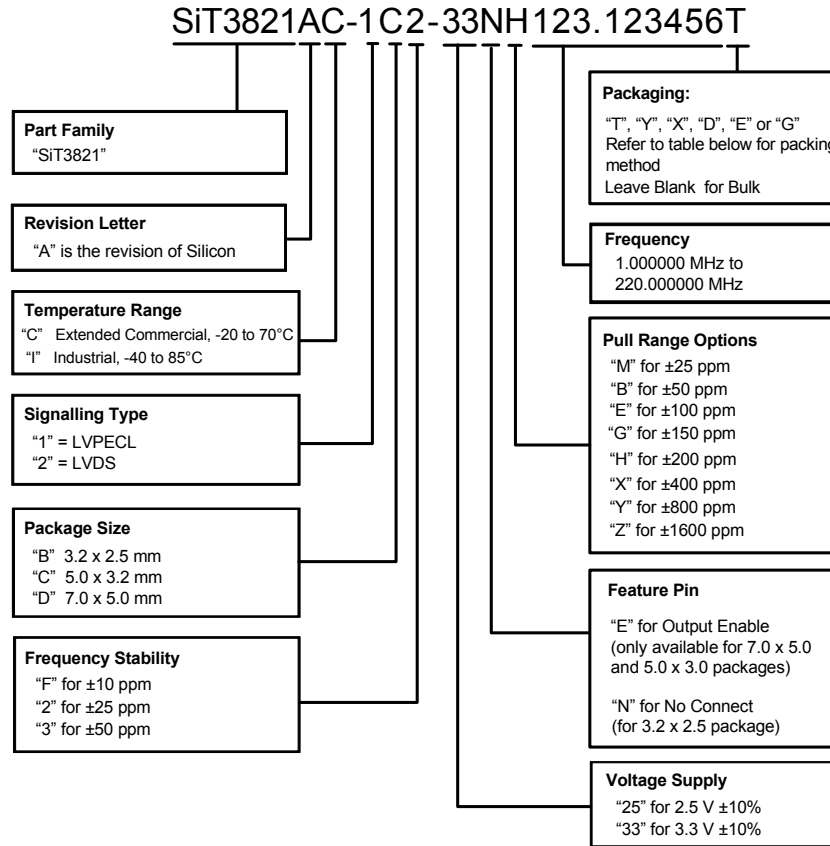 SiT3821AC-1C2-33NH123.123456T
Part Family
“SiT3821”
Revision Letter
“A” is the revision of Silicon
Temperature Range
“C” Extended Commercial, -20 to 70°C
“I” Industrial, -40 to 85°C
Signalling Type
“1” = LVPECL
“2” = LVDS
Package Size
“B” 3.2 x 2.5 mm
“C” 5.0 x 3.2 mm
“D” 7.0 x 5.0 mm
Frequency Stability
“F” for ±10 ppm
“2” for ±25 ppm
“3” for ±50 ppm
Packaging:
“T”, “Y”, “X”, “D”, “E” or “G”
Refer to table below for packing
method
Leave Blank for Bulk
Frequency
1.000000 MHz to
220.000000 MHz
Pull Range Options
“M” for ±25 ppm
“B” for ±50 ppm
“E” for ±100 ppm
“G” for ±150 ppm
“H” for ±200 ppm
“X” for ±400 ppm
“Y” for ±800 ppm
“Z” for ±1600 ppm
Feature Pin
“E” for Output Enable
(only available for 7.0 x 5.0
and 5.0 x 3.0 packages)
“N” for No Connect
(for 3.2 x 2.5 package)
Voltage Supply
“25” for 2.5 V ±10%
“33” for 3.3 V ±10%